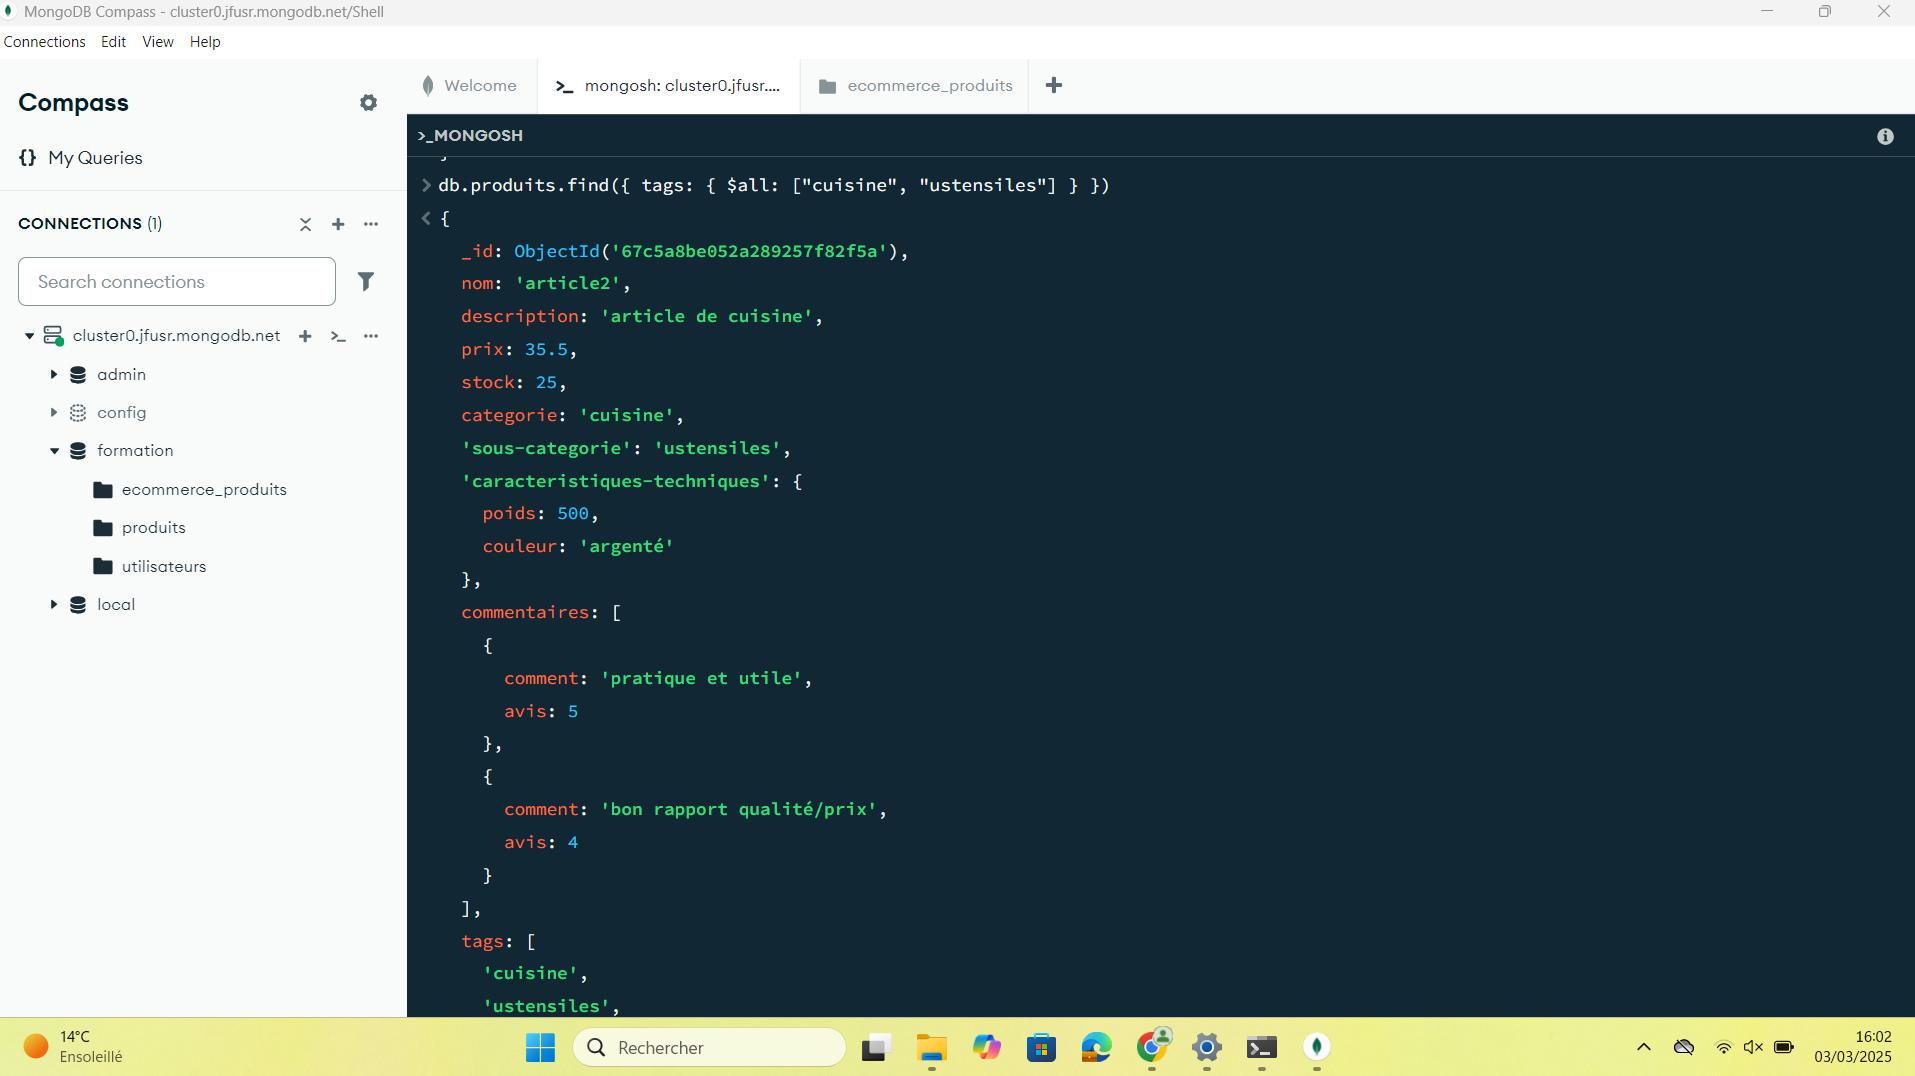 MongoDB Compass - cluster0.jfusr.mongodb.net/Shell
Connections Edit View Help
Compass
{} My Queries
CONNECTIONS (1)
Search connections
cluster0.jfusr.mongodb.net
admin
config
formation
ecommerce_produits
produits
utilisateurs
local
Welcome
>_ mongosh: cluster0.jfusr....
ecommerce_produits
>_MONGOSH
> db.produits.find({ tags: { $all: ["cuisine", "ustensiles"] } })
< {
_id: ObjectId('67c5a8be052a289257f82f5a'),
nom: 'article2',
description: 'article de cuisine',
prix: 35.5,
stock: 25,
categorie: 'cuisine',
'sous-categorie': 'ustensiles',
'caracteristiques-techniques': {
poids: 500,
couleur: 'argenté'
},
commentaires: [
{
comment: 'pratique et utile',
avis: 5
},
{
comment: 'bon rapport qualité/prix',
avis: 4
}
],
tags: [
'cuisine',
'ustensiles',
14°C
Ensoleillé
Rechercher
16:02
03/03/2025